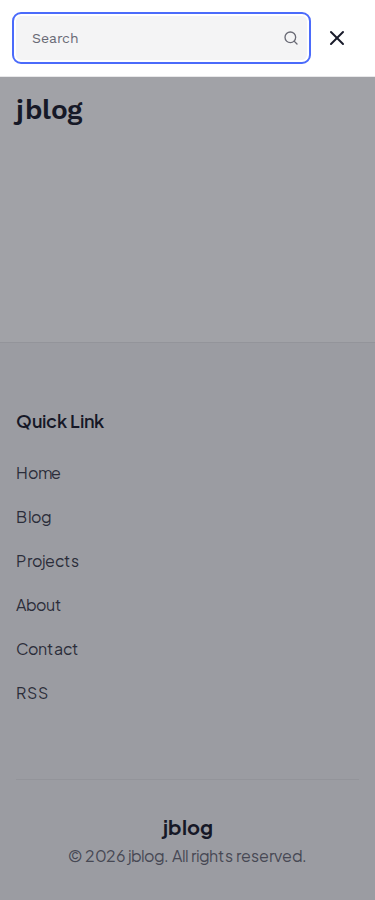 Search
jblog
Quick Link
Home
Blog
Projects
About
Contact
RSS
jblog
© 2026 jblog. All rights reserved.